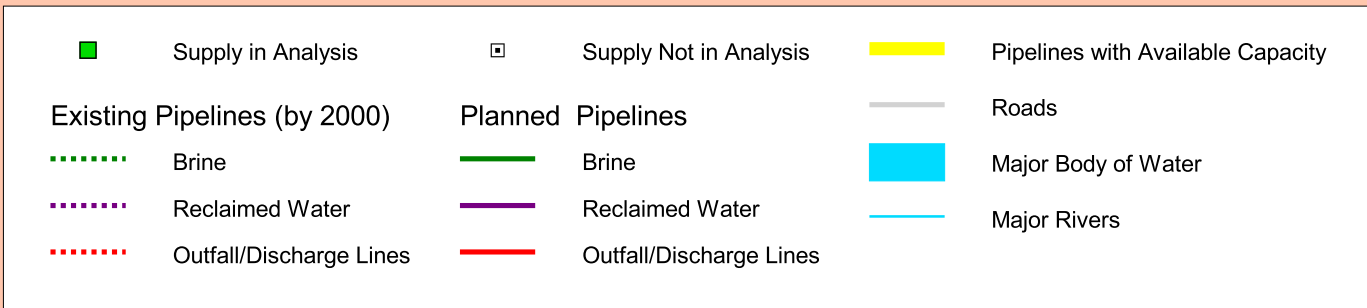 Supply in Analysis
Supply Not in Analysis
Pipelines with Available Capacity
Existing Pipelines (by 2000)
Planned Pipelines
Roads
Brine
Brine
Major Body of Water
Reclaimed Water
Reclaimed Water
Major Rivers
Outfall/Discharge Lines
Outfall/Discharge Lines